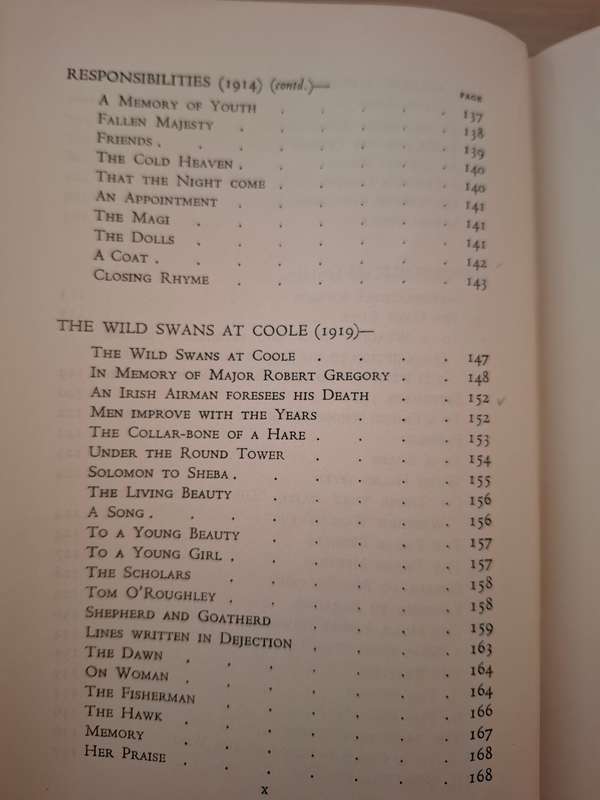 RESPONSIBILITIES (1914) (contd.)—
PAGE
A Memory of Youth . . . . . 137
Fallen Majesty . . . . . . 138
Friends . . . . . . . 139
The Cold Heaven . . . . . . 140
That the Night come . . . . . 140
An Appointment . . . . . . 141
The Magi . . . . . . . 141
The Dolls . . . . . . . 141
A Coat . . . . . . . 142
Closing Rhyme . . . . . . 143
THE WILD SWANS AT COOLE (1919)—
The Wild Swans at Coole . . . . 147
In Memory of Major Robert Gregory . . 148
An Irish Airman foresees his Death . . 152
Men improve with the Years . . . 152
The Collar-bone of a Hare . . . . 153
Under the Round Tower . . . . 154
Solomon to Sheba . . . . . . 155
The Living Beauty . . . . . 156
A Song . . . . . . . 156
To a Young Beauty . . . . . 157
To a Young Girl . . . . . . 157
The Scholars . . . . . . 158
Tom O'Roughley . . . . . . 158
Shepherd and Goatherd . . . . 159
Lines written in Dejection . . . . 163
The Dawn . . . . . . . 164
On Woman . . . . . . . 164
The Fisherman . . . . . . 166
The Hawk . . . . . . . 167
Memory . . . . . . . 168
Her Praise . . . . . . . 168
x